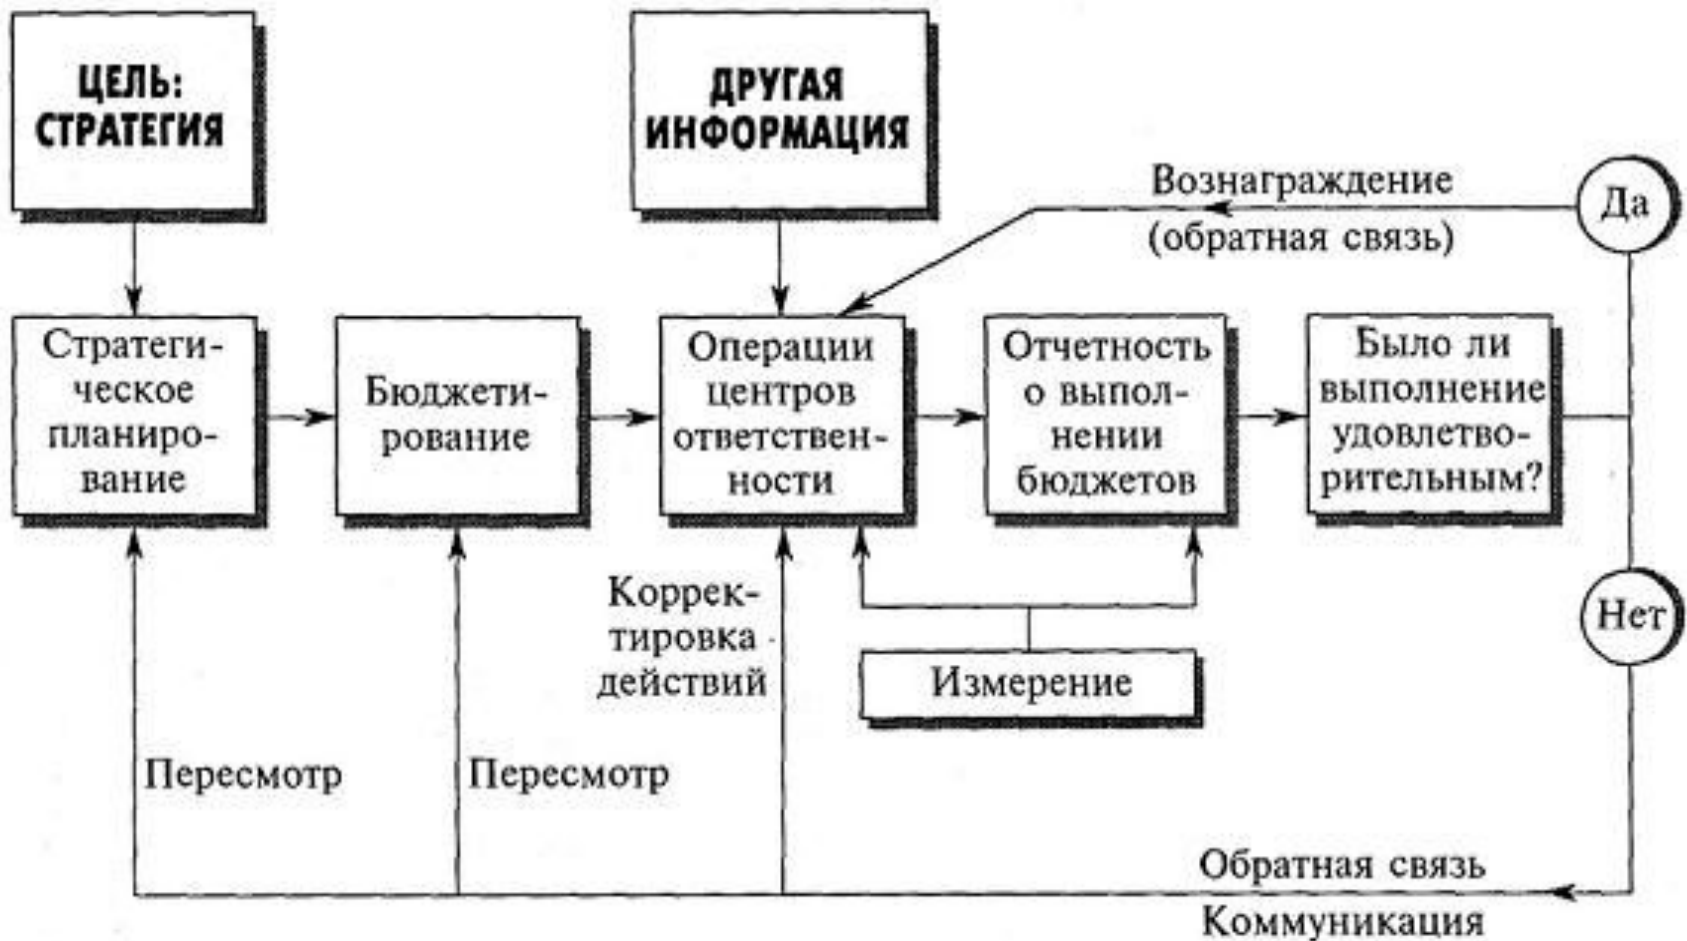 ЦЕЛЬ:
СТРАТЕГИЯ
ДРУГАЯ
ИНФОРМАЦИЯ
Вознаграждение
(обратная связь)
Да
Стратеги-
ческое
планиро-
вание
Бюджети-
рование
Операции
центров
ответствен-
ности
Отчетность
о выпол-
нении
бюджетов
Было ли
выполнение
удовлетво-
рительным?
Коррек-
тировка
действий
Измерение
Нет
Пересмотр
Пересмотр
Обратная связь
Коммуникация